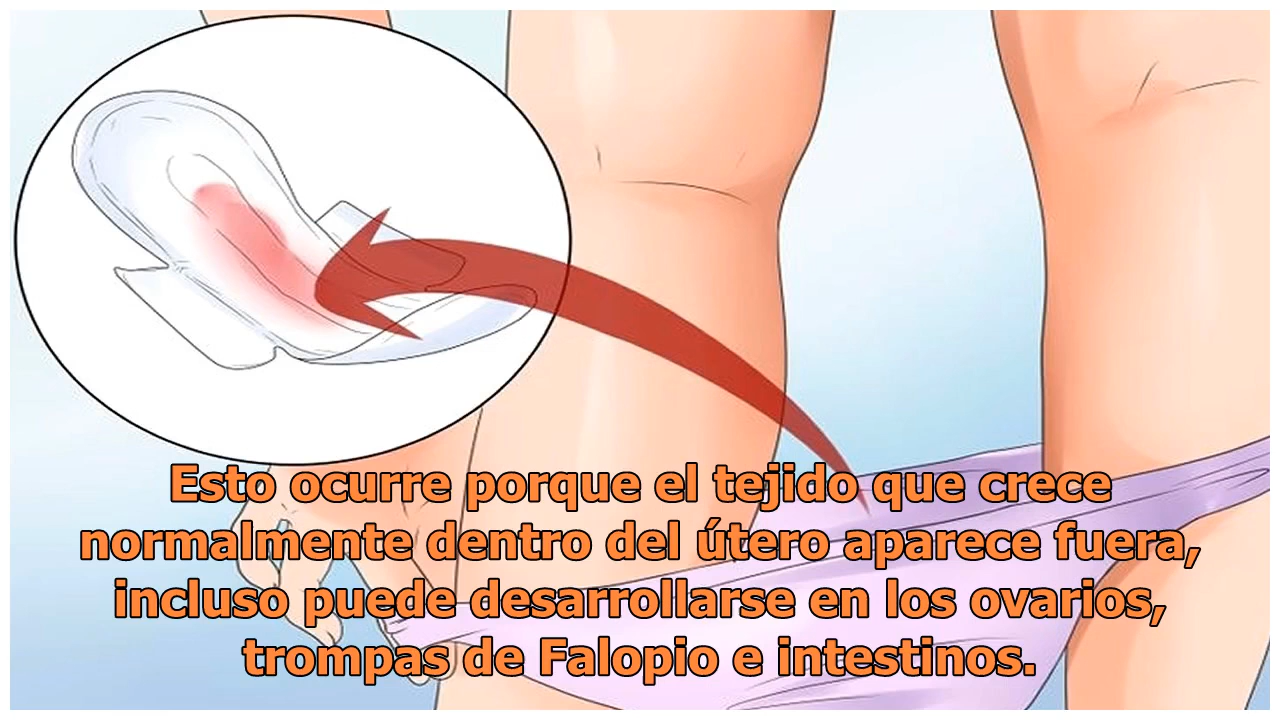 Esto ocurre porque el tejido que crece
normalmente dentro del útero aparece fuera,
incluso puede desarrollarse en los ovarios,
trompas de Falopio e intestinos.